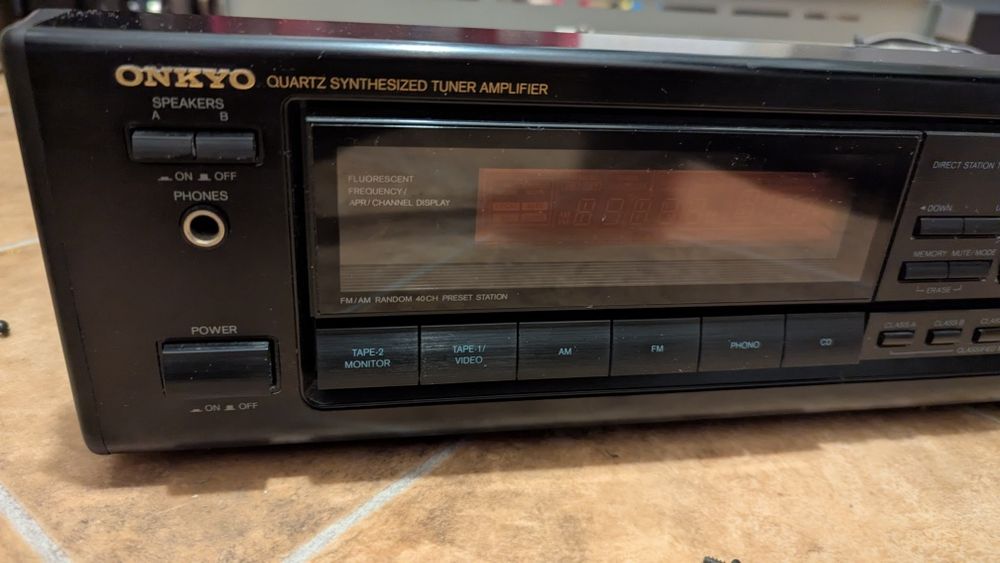 ONKYO QUARTZ SYNTHESIZED TUNER AMPLIFIER
SPEAKERS
A B
ON OFF
PHONES
FLUORESCENT
FREQUENCY/
APR/CHANNEL DISPLAY
FM/AM RANDOM 40CH PRESET STATION
DIRECT STATION
DOWN
MEMORY MUTE/MODE
ERASE
POWER
ON OFF
TAPE-2
MONITOR
TAPE-1/
VIDEO
AM
FM
PHONO
CD
CLASS A CLASS B
CLASSIFIED